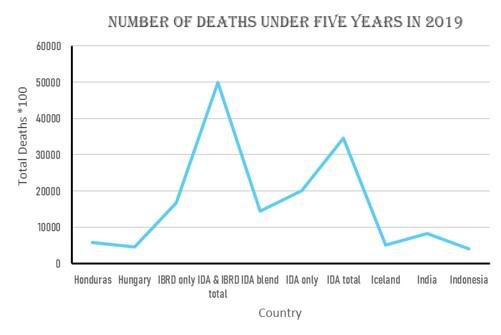 NUMBER OF DEATHS UNDER FIVE YEARS IN 2019
60000
50000
40000
30000
20000
10000
0
Total Deaths *100
Honduras Hungary IBRD only IDA & IBRD IDA blend IDA only IDA total Iceland India Indonesia
total
Country